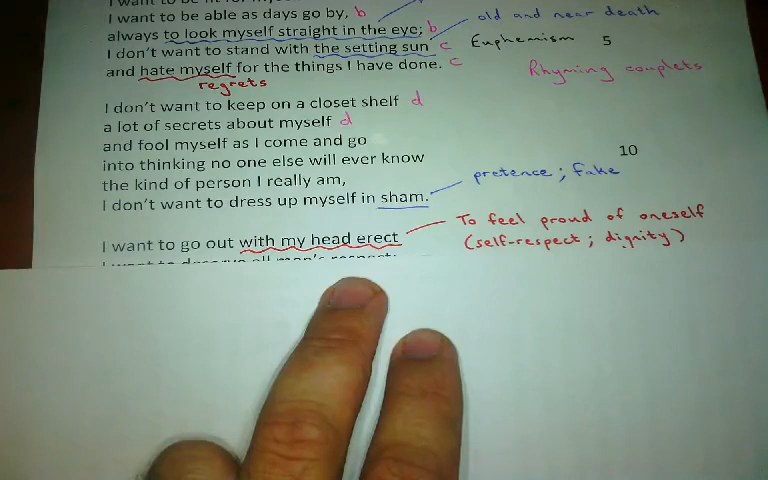 I want to be able as days go by, b
always to look myself straight in the eye; b
old and near death
I don't want to stand with the setting sun c
Euphemism 5
and hate myself for the things I have done. c
Rhyming couplets
regrets
I don't want to keep on a closet shelf d
a lot of secrets about myself d
and fool myself as I come and go
into thinking no one else will ever know
10
the kind of person I really am,
pretence; fake
I don't want to dress up myself in sham.
To feel proud of oneself
I want to go out with my head erect
(self-respect; dignity)